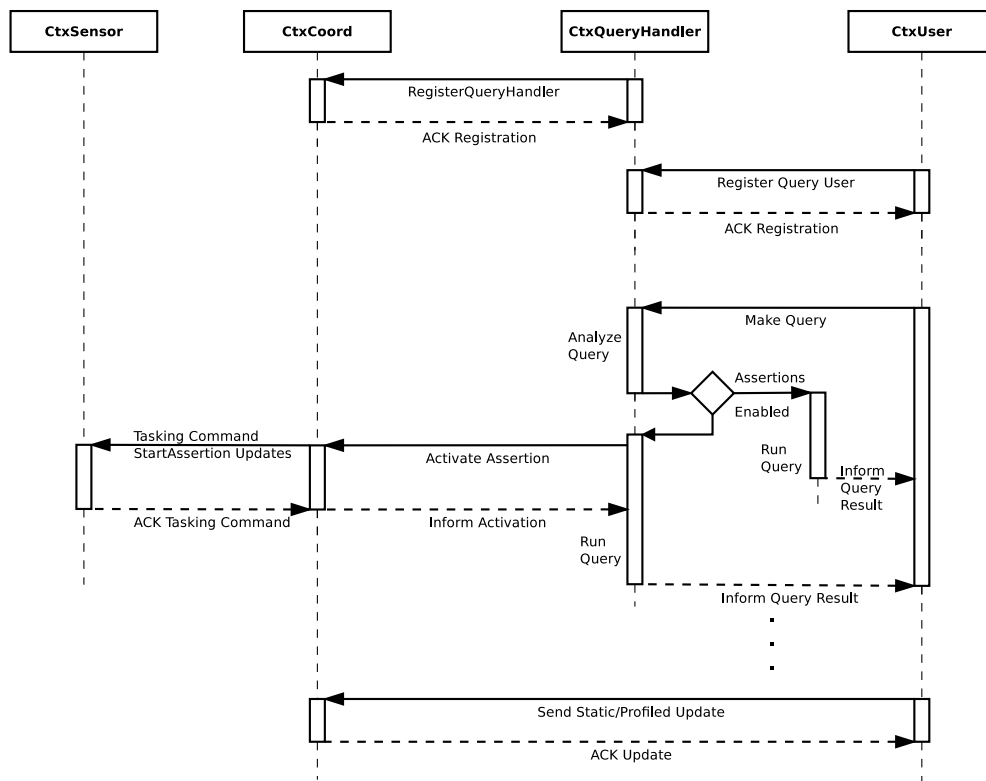 CtxSensor
CtxCoord
CtxQueryHandler
CtxUser
RegisterQueryHandler
ACK Registration
Register Query User
ACK Registration
Make Query
Analyze
Query
Assertions
Enabled
Tasking Command
StartAssertion Updates
Activate Assertion
Run
Query
Inform
Query
Result
ACK Tasking Command
Inform Activation
Run
Query
Inform Query Result
Send Static/Profiled Update
ACK Update